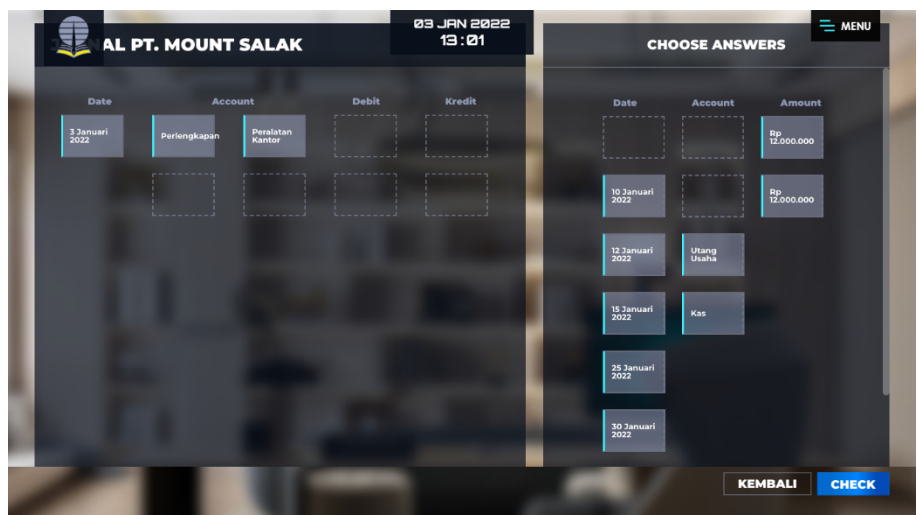 AL PT. MOUNT SALAK
03 JAN 2022
13:01
MENU
CHOOSE ANSWERS
Date Account Debit Kredit
3 Januari 2022
Perlengkapan
Peralatan Kantor
Date Account Amount
Rp 12.000.000
10 Januari 2022
Rp 12.000.000
12 Januari 2022
Utang Usaha
15 Januari 2022
Kas
25 Januari 2022
30 Januari 2022
KEMBALI
CHECK